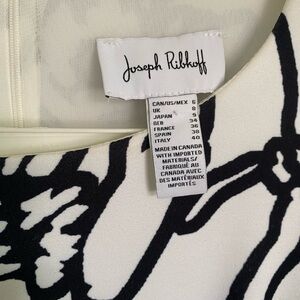 Joseph Ribkoff
CAN/US/MEX 6
UK 8
JAPAN 9
GER 34
FRANCE 36
SPAIN 38
ITALY 40
MADE IN CANADA
WITH IMPORTED
MATERIALS/
FABRIQUÉ AU
CANADA AVEC
DES MATÉRIAUX
IMPORTÉS